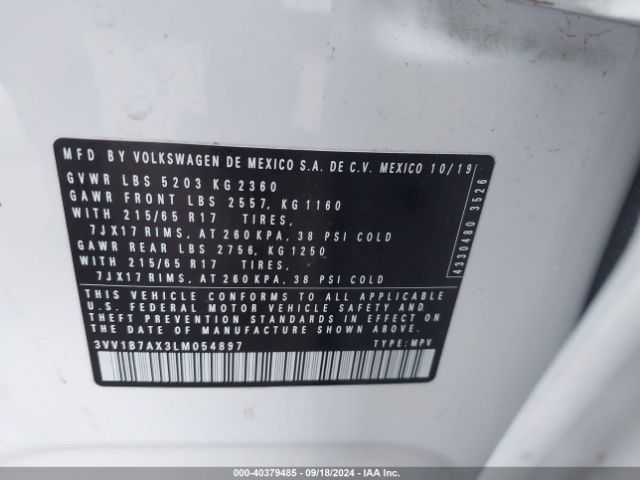 MFD BY VOLKSWAGEN DE MEXICO S.A. DE C.V. MEXICO 10/19
GVWR LBS 5203 KG 2360
GAWR FRONT LBS 2557, KG1160
WITH 215/65 R17 TIRES,
7JX17 RIMS, AT 260 KPA, 38 PSI COLD
GAWR REAR LBS 2756, KG 1250
WITH 215/65 R17 TIRES,
7JX17 RIMS, AT 260 KPA, 38 PSI COLD
THIS VEHICLE CONFORMS TO ALL APPLICABLE
U.S. FEDERAL MOTOR VEHICLE SAFETY AND
THEFT PREVENTION STANDARDS IN EFFECT ON
THE DATE OF MANUFACTURE SHOWN ABOVE.
3VV1B7AX3LM054897 TYPE: MPV
4330480 3526
000-40379485 - 09/18/2024 - IAAI.COM